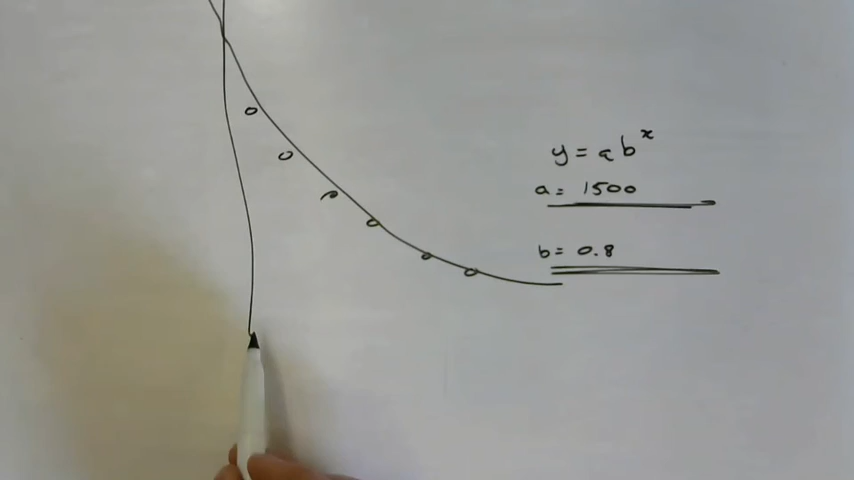 y = ab^x
a = 1500
b = 0.8